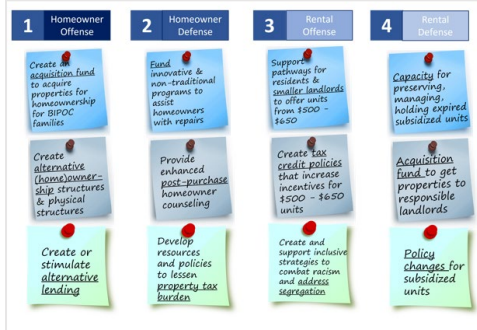 1 Homeowner
Offense
2 Homeowner
Defense
3 Rental
Offense
4 Rental
Defense
Create an
acquisition fund
to acquire
properties for
homeownership
for BIPOC
families
Fund
innovative &
non-traditional
programs to
assist
homeowners
with repairs
Support
pathways for
residents &
smaller landlords
to offer units
from $500 -
$650
Capacity for
preserving,
managing,
holding expired
subsidized units
Create
alternative
(home)owner-
ship structures
& physical
structures
Provide
enhanced
post-purchase
homeowner
counseling
Create tax
credit policies
that increase
incentives for
$500 - $650
units
Acquisition
fund to get
properties to
responsible
landlords
Create or
stimulate
alternative
lending
Develop
resources
and policies
to lessen
property tax
burden
Create and
support inclusive
strategies to
combat racism
and address
segregation
Policy
changes for
subsidized
units